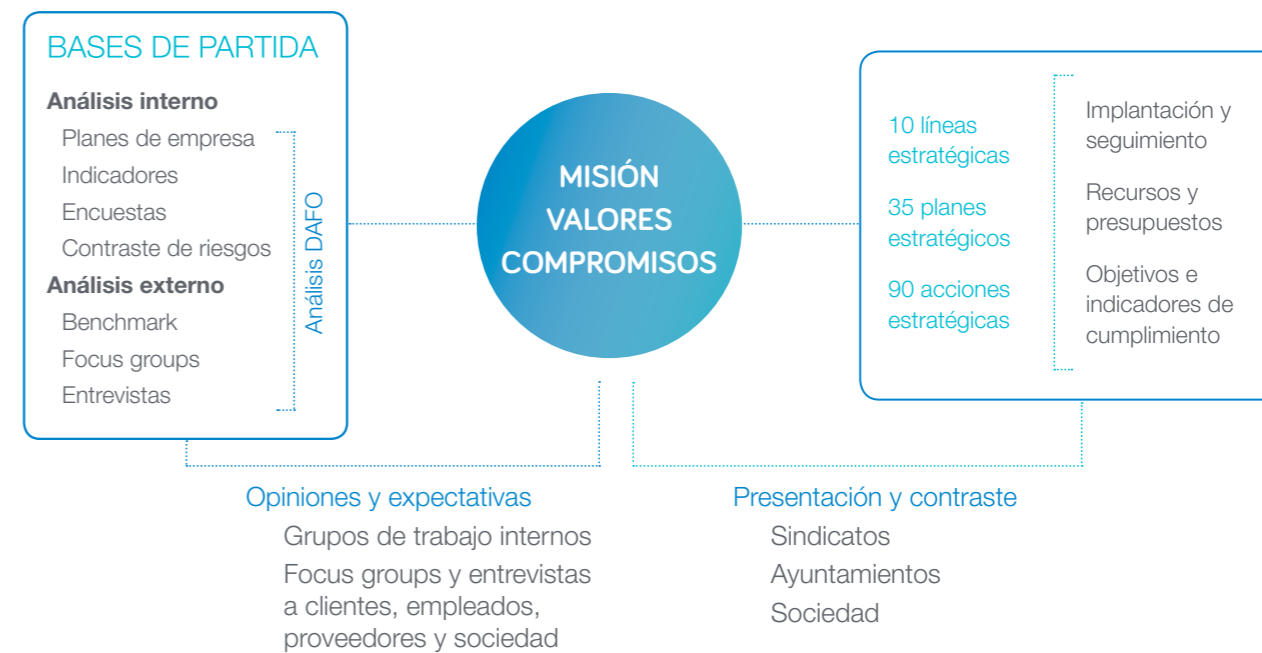 BASES DE PARTIDA
Análisis interno
Planes de empresa
Indicadores
Encuestas
Contraste de riesgos
Análisis externo
Benchmark
Focus groups
Entrevistas
Análisis DAFO
MISIÓN
VALORES
COMPROMISOS
10 líneas
estratégicas
35 planes
estratégicos
90 acciones
estratégicas
Implantación y
seguimiento
Recursos y
presupuestos
Objetivos e
indicadores de
cumplimiento
Opiniones y expectativas
Grupos de trabajo internos
Focus groups y entrevistas
a clientes, empleados,
proveedores y sociedad
Presentación y contraste
Sindicatos
Ayuntamientos
Sociedad